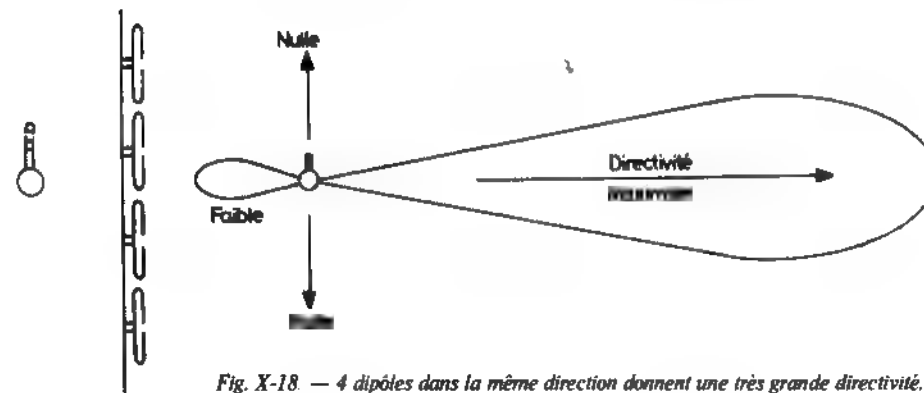 Nulle
Directivité
Faible
Fig. X-18. — 4 dipôles dans la même direction donnent une très grande directivité.